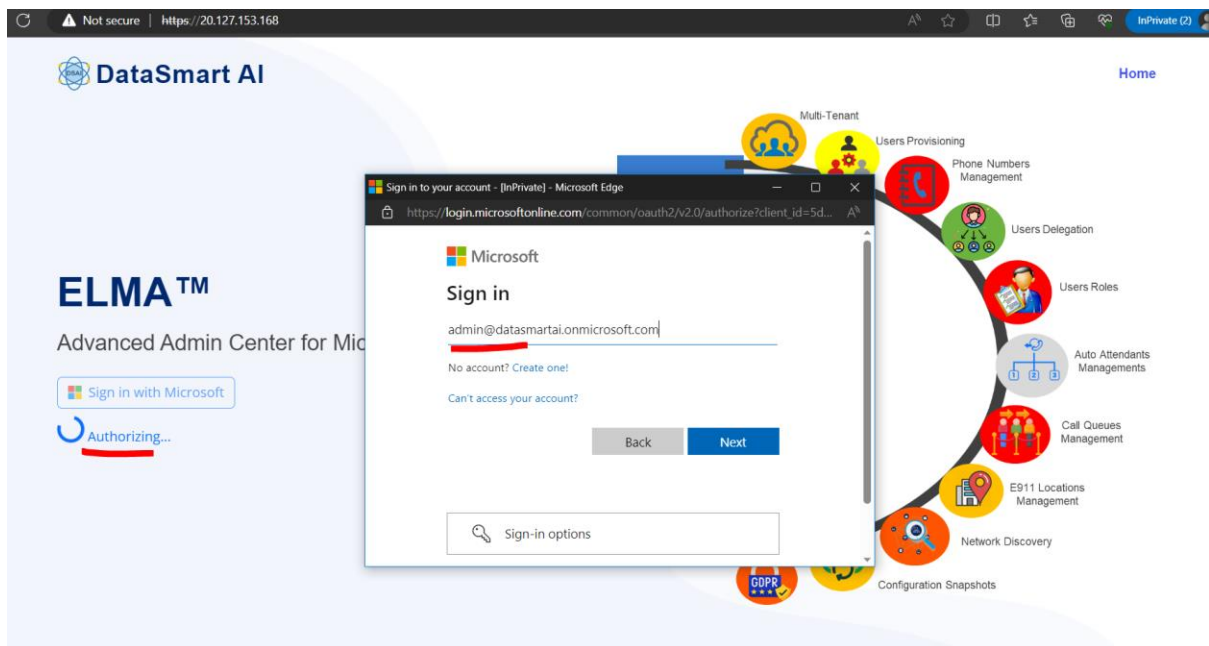 Not secure | https://20.127.153.168
InPrivate (2)
DSAI DataSmart AI
Home
Multi-Tenant
Users Provisioning
Phone Numbers
Management
Users Delegation
Users Roles
Auto Attendants
Managements
1 2 3
Call Queues
Management
E911 Locations
Management
Network Discovery
Configuration Snapshots
GDPR
ELMA™
Advanced Admin Center for Mic
Sign in with Microsoft
Authorizing...
Sign in to your account - [InPrivate] - Microsoft Edge
https://login.microsoftonline.com/common/oauth2/v2.0/authorize?client_id=5d...
Microsoft
Sign in
admin@datasmartai.onmicrosoft.com
No account? Create one!
Can't access your account?
Back Next
Sign-in options